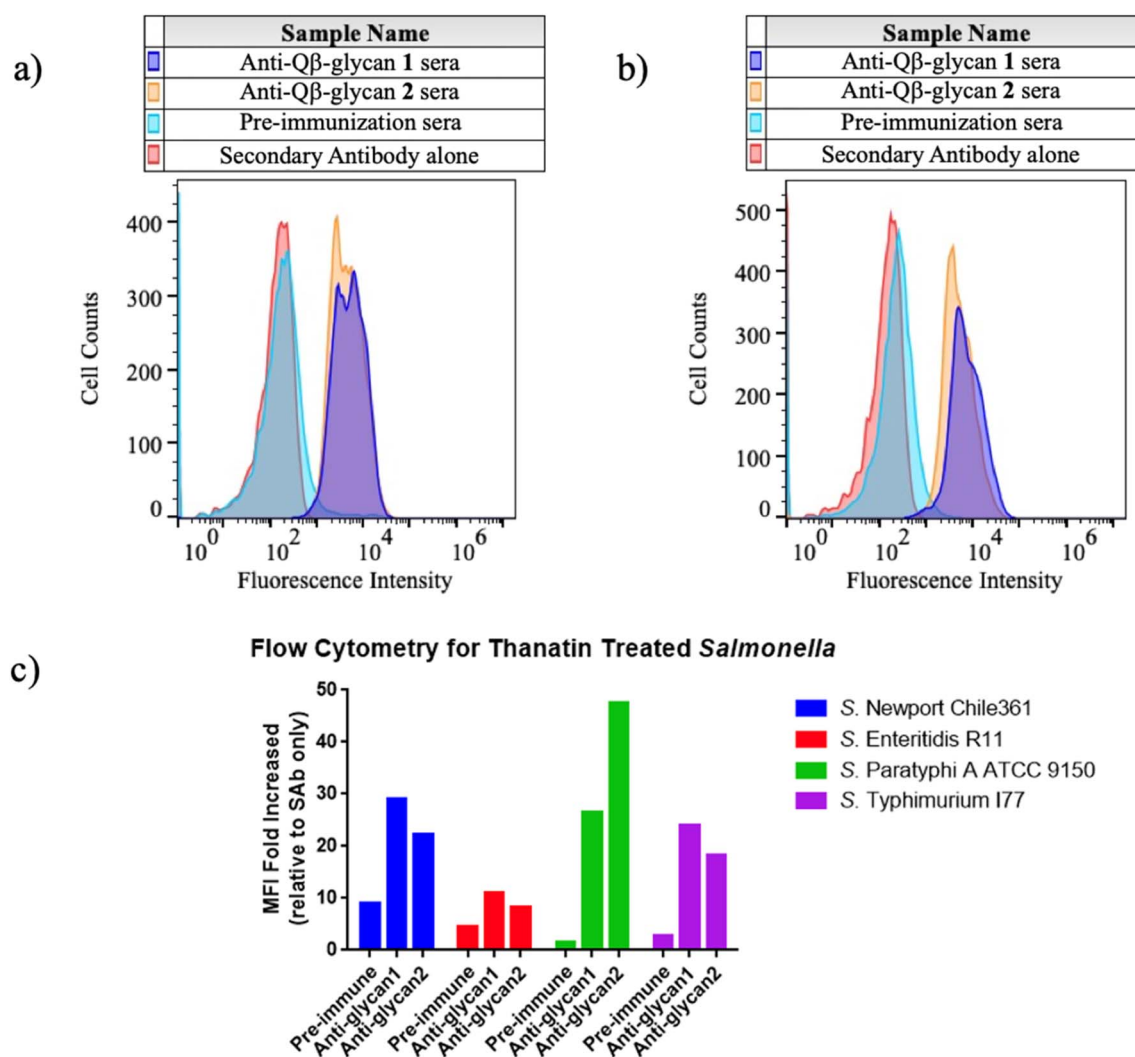 a)
Sample Name
Anti-Qβ-glycan 1 sera
Anti-Qβ-glycan 2 sera
Pre-immunization sera
Secondary Antibody alone
400
300
200
100
0
Cell Counts
10^0 10^2 10^4 10^6
Fluorescence Intensity
b)
Sample Name
Anti-Qβ-glycan 1 sera
Anti-Qβ-glycan 2 sera
Pre-immunization sera
Secondary Antibody alone
500
400
300
200
100
0
Cell Counts
10^0 10^2 10^4 10^6
Fluorescence Intensity
c)
Flow Cytometry for Thanatin Treated Salmonella
MFI Fold Increased
(relative to SAb only)
50
40
30
20
10
0
Pre-immune
Anti-glycan1
Anti-glycan2
Pre-immune
Anti-glycan1
Anti-glycan2
Pre-immune
Anti-glycan1
Anti-glycan2
Pre-immune
Anti-glycan1
Anti-glycan2
S. Newport Chile361
S. Enteritidis R11
S. Paratyphi A ATCC 9150
S. Typhimurium I77